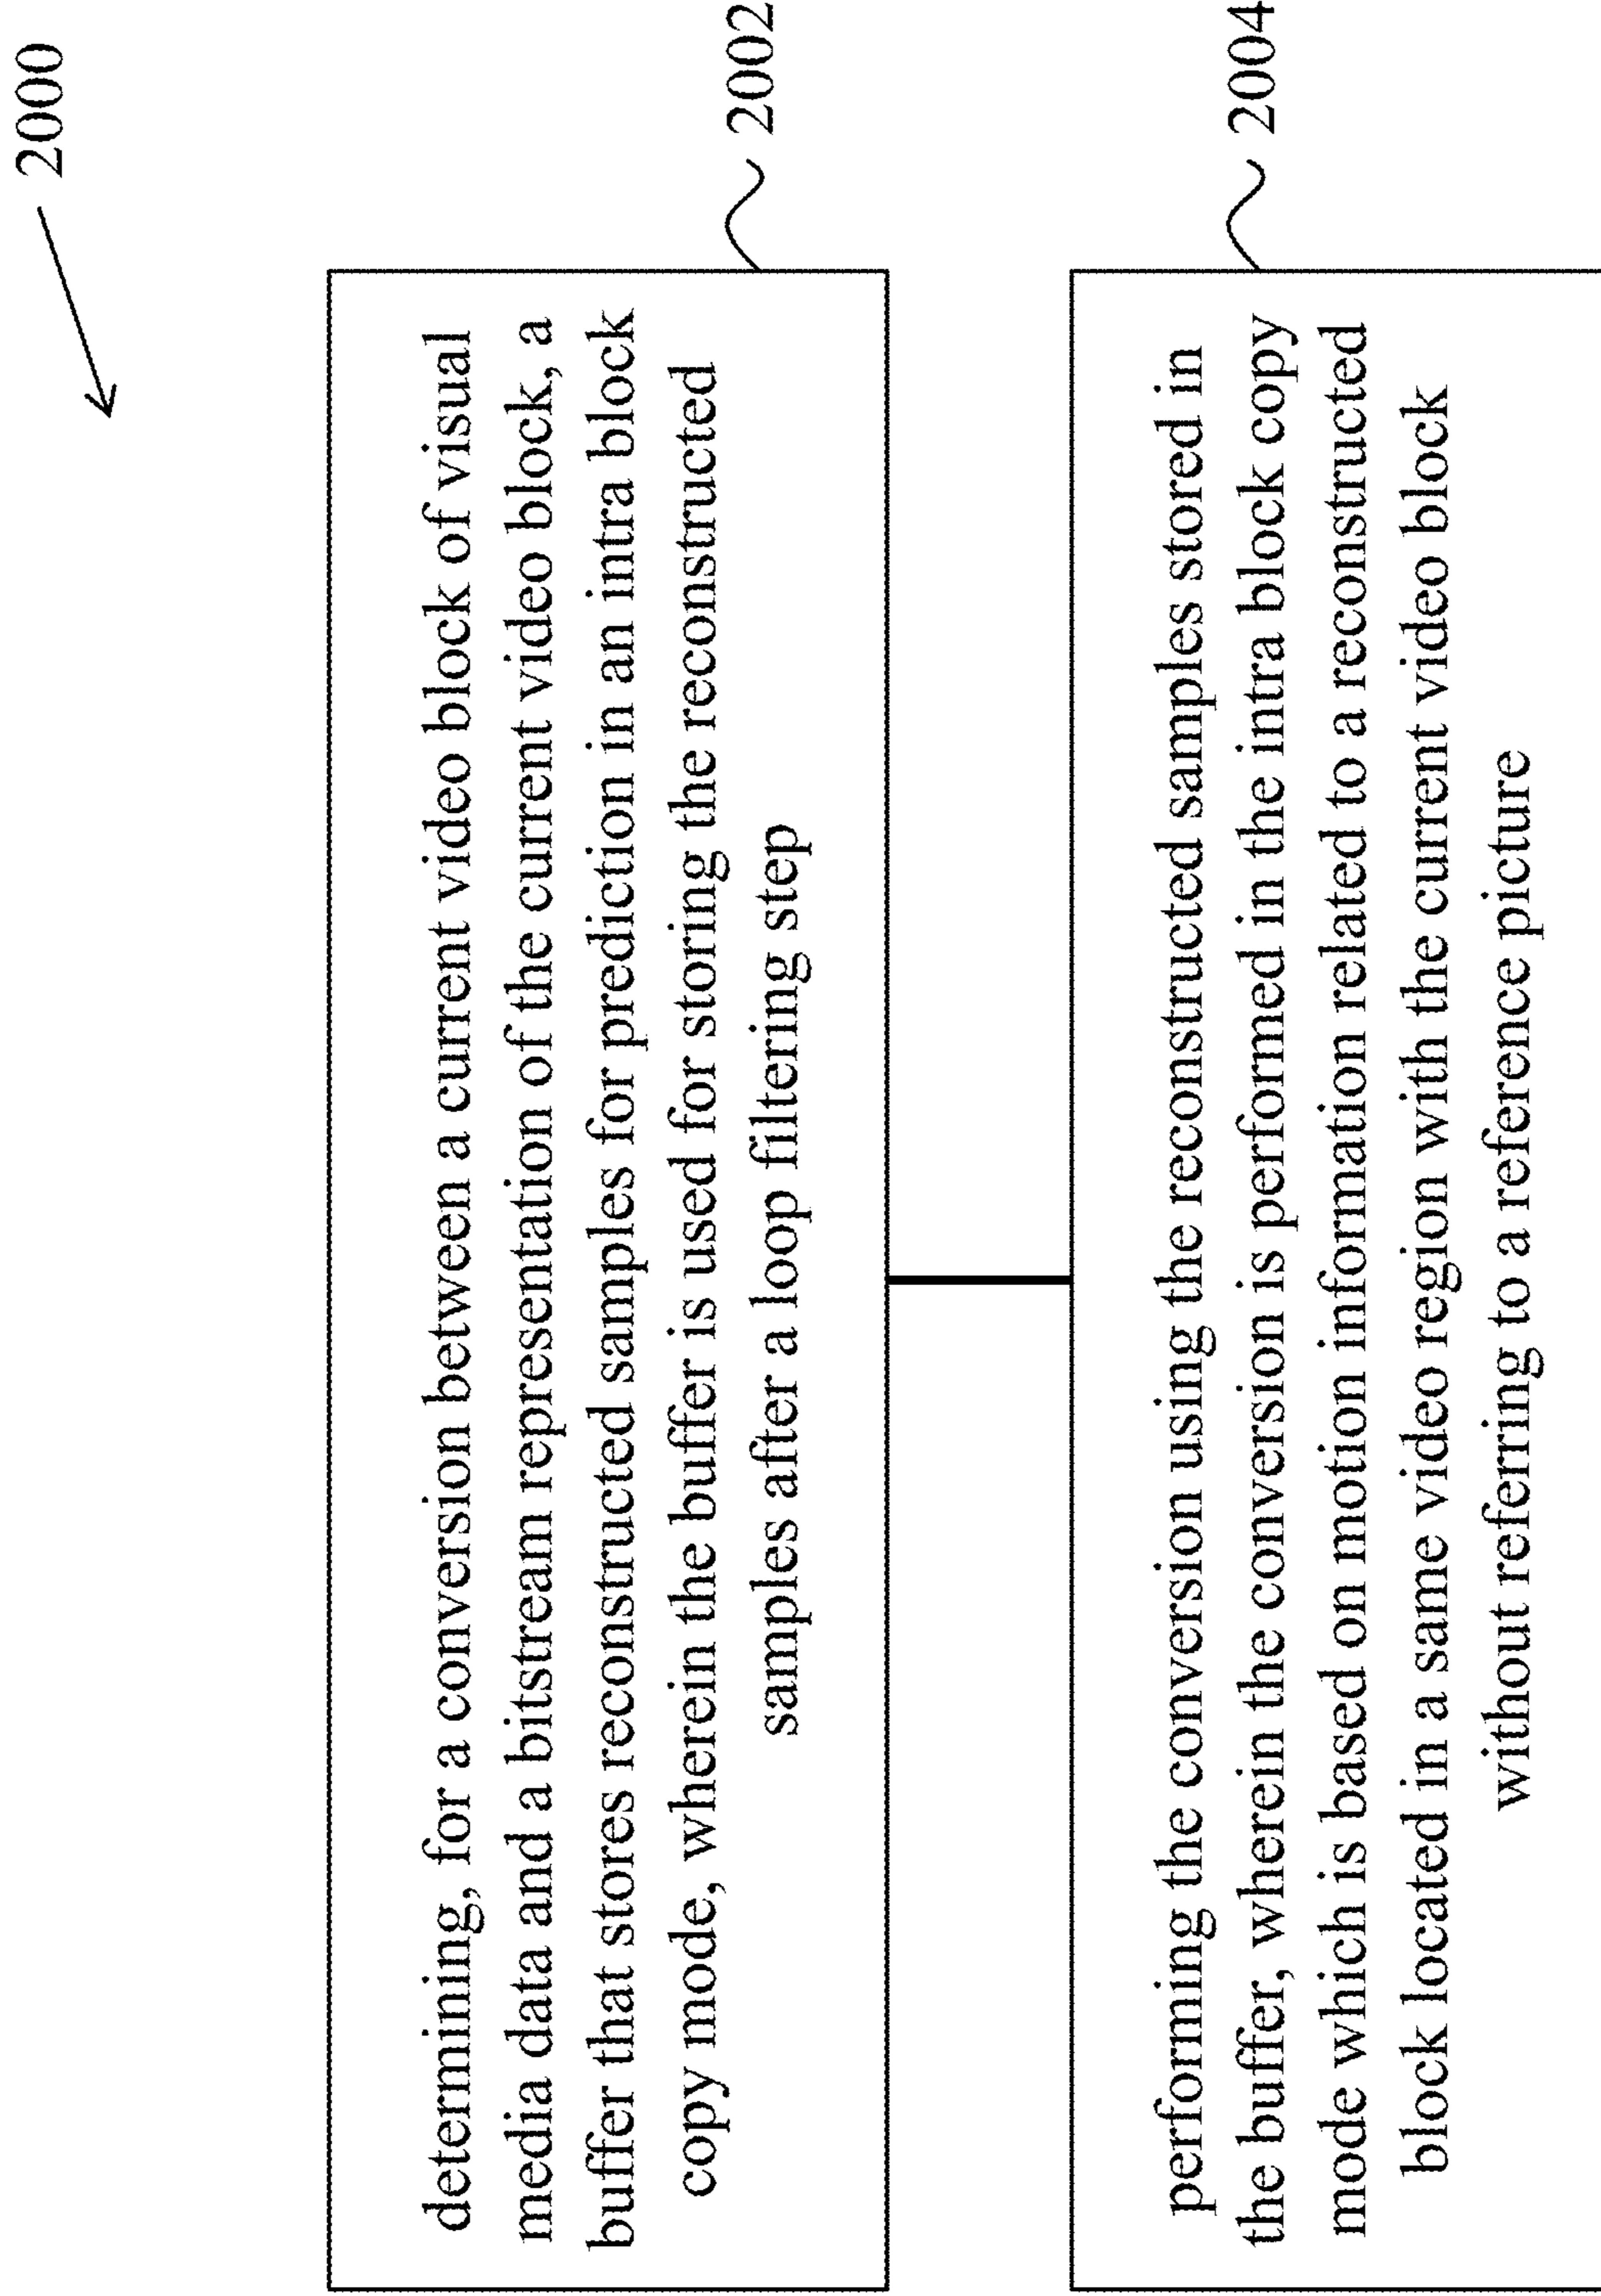 2000
determining, for a conversion between a current video block of visual
media data and a bitstream representation of the current video block, a
buffer that stores reconstructed samples for prediction in an intra block
copy mode, wherein the buffer is used for storing the reconstructed
samples after a loop filtering step
2002
performing the conversion using the reconstructed samples stored in
the buffer, wherein the conversion is performed in the intra block copy
mode which is based on motion information related to a reconstructed
block located in a same video region with the current video block
without referring to a reference picture
2004